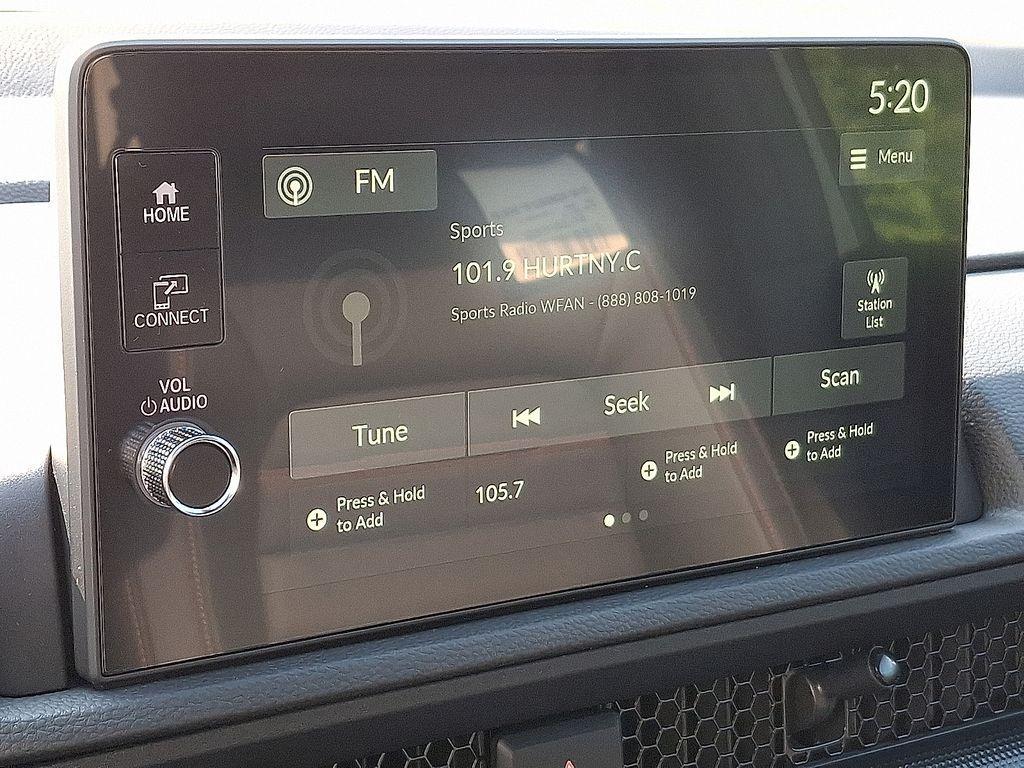 5:20
HOME
FM
Menu
Sports
101.9 HURTNY.C
Sports Radio WFAN - (888) 808-1019
CONNECT
Station
List
VOL
AUDIO
Tune
Seek
Scan
Press & Hold
to Add
105.7
Press & Hold
to Add
Press & Hold
to Add